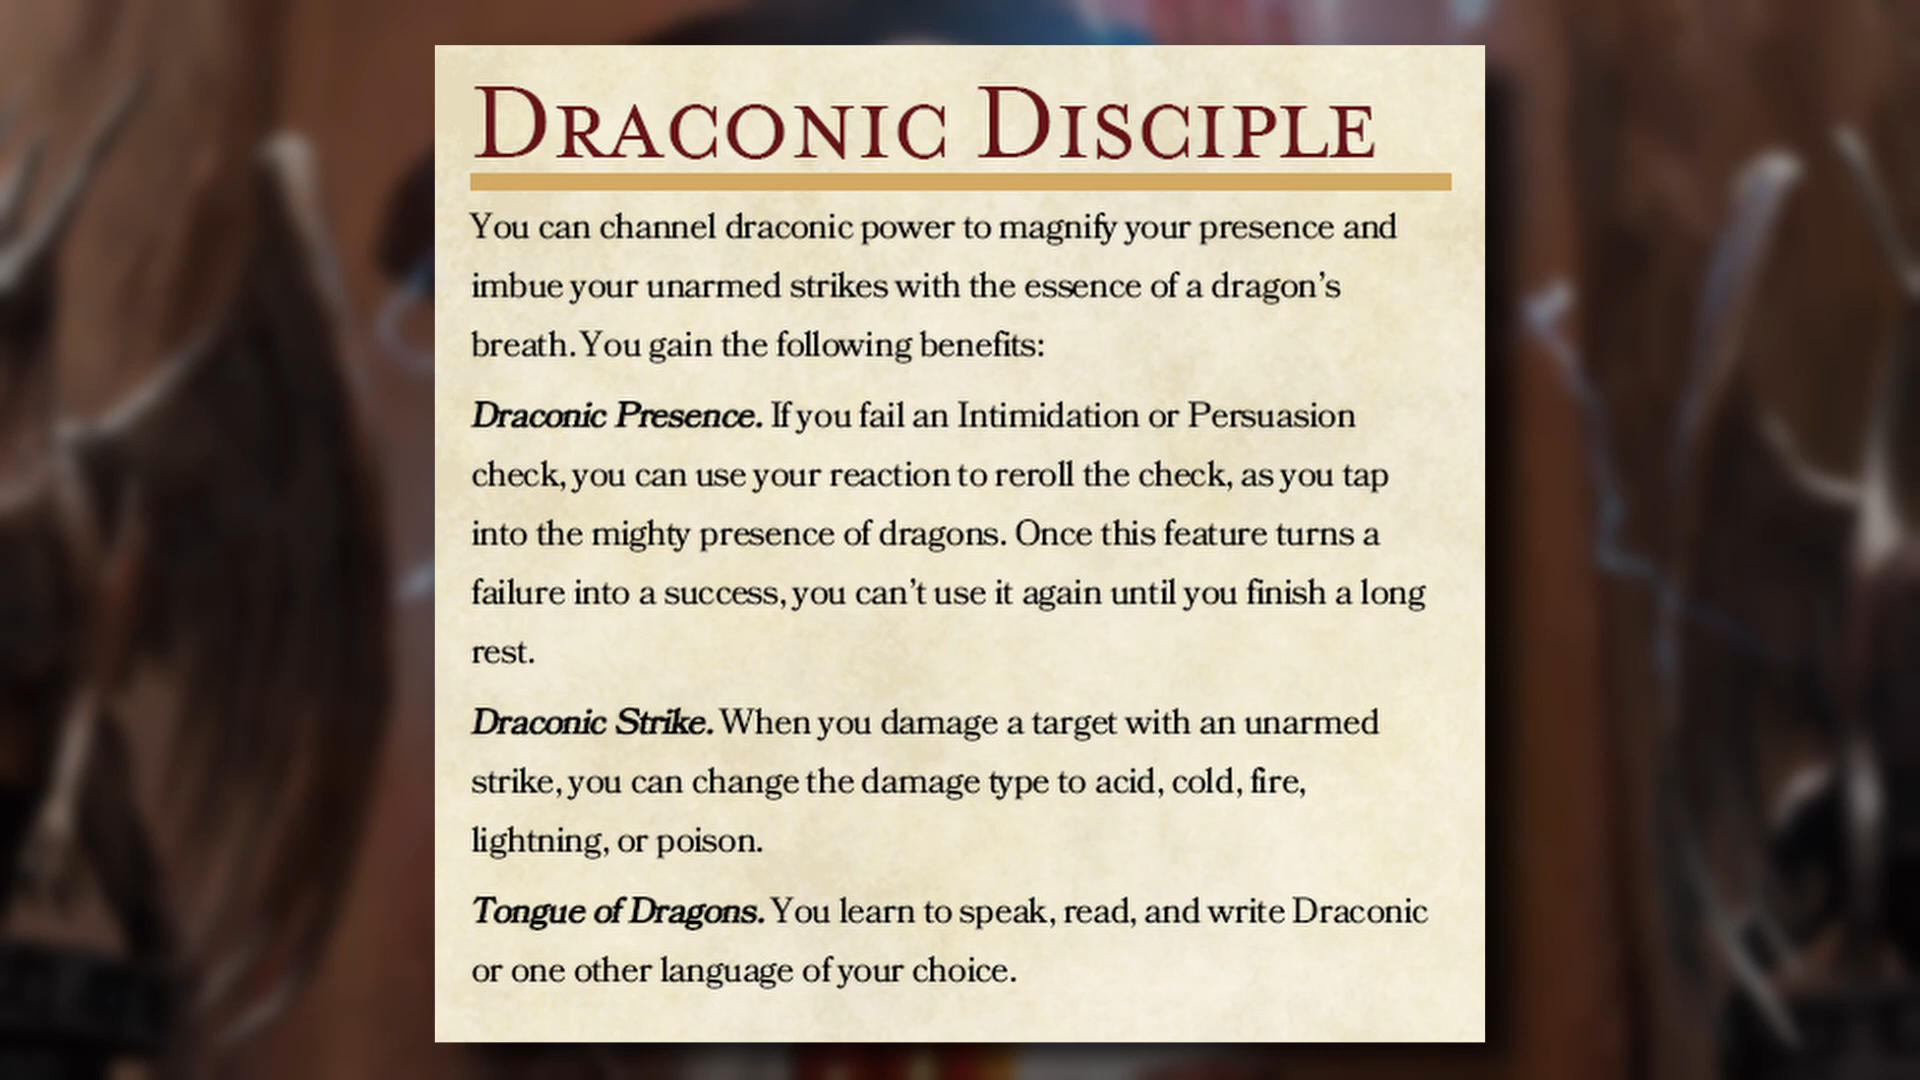 DRACONIC DISCIPLE
You can channel draconic power to magnify your presence and
imbue your unarmed strikes with the essence of a dragon’s
breath. You gain the following benefits:
Draconic Presence. If you fail an Intimidation or Persuasion
check, you can use your reaction to reroll the check, as you tap
into the mighty presence of dragons. Once this feature turns a
failure into a success, you can’t use it again until you finish a long
rest.
Draconic Strike. When you damage a target with an unarmed
strike, you can change the damage type to acid, cold, fire,
lightning, or poison.
Tongue of Dragons. You learn to speak, read, and write Draconic
or one other language of your choice.